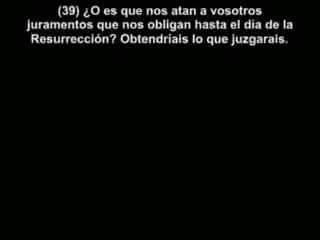 (39) ¿O es que nos atan a vosotros
juramentos que nos obligan hasta el día de la
Resurrección? Obtendríais lo que juzgarais.